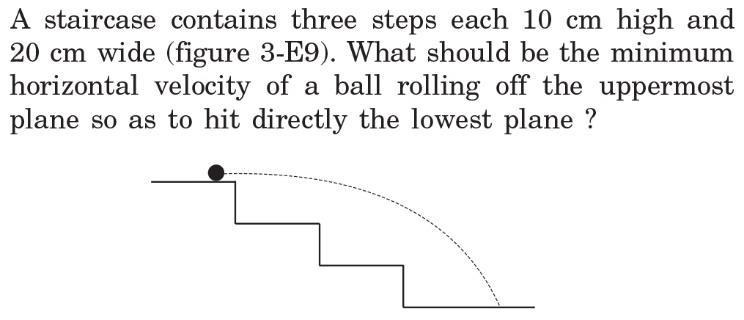 A staircase contains three steps each 10 cm high and
20 cm wide (figure 3-E9). What should be the minimum
horizontal velocity of a ball rolling off the uppermost
plane so as to hit directly the lowest plane ?